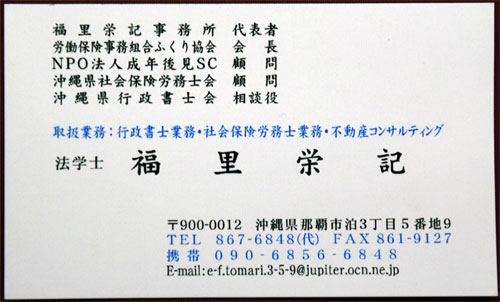 福里栄記事務所 代表者
労働保険事務組合ふくり協会 会長
NPO法人成年後見SC 顧問
沖縄県社会保険労務士会 顧問
沖縄県行政書士会 相談役
取扱業務：行政書士業務・社会保険労務士業務・不動産コンサルティング
法学士 福里栄記
〒900-0012 沖縄県那覇市泊3丁目5番地9
TEL 867-6848(代) FAX861-9127
携帯 090-6856-6848
E-mail:e-f.tomari.3-5-9@jupiter.ocn.ne.jp